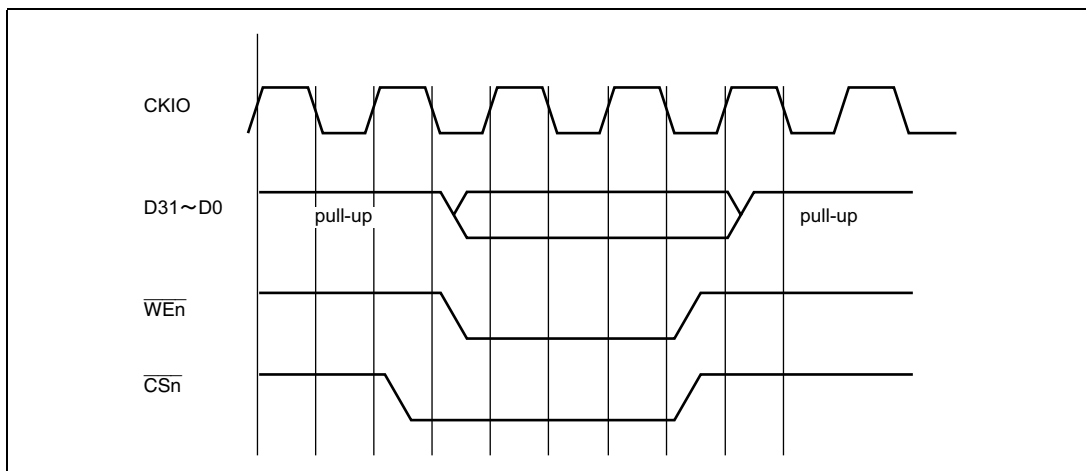 CKIO
D31～D0
pull-up
pull-up
WEn
CSn